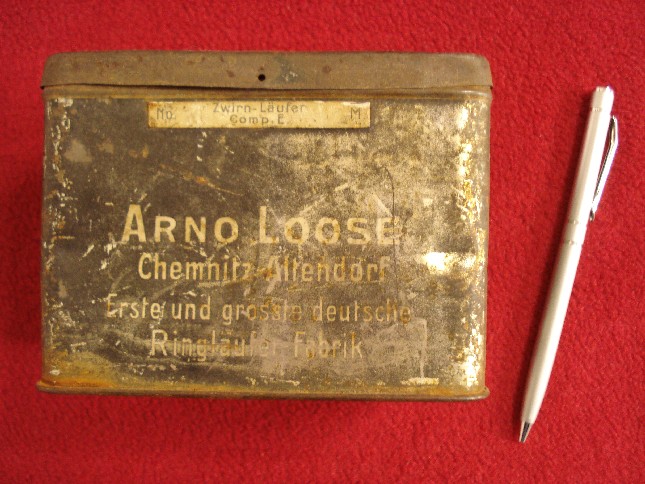 No. Zwirn-Läufer M
Comp. E.
ARNO LOOSE
Chemnitz-Altendorf
Erste und grösste deutsche
Ringläufer Fabrik